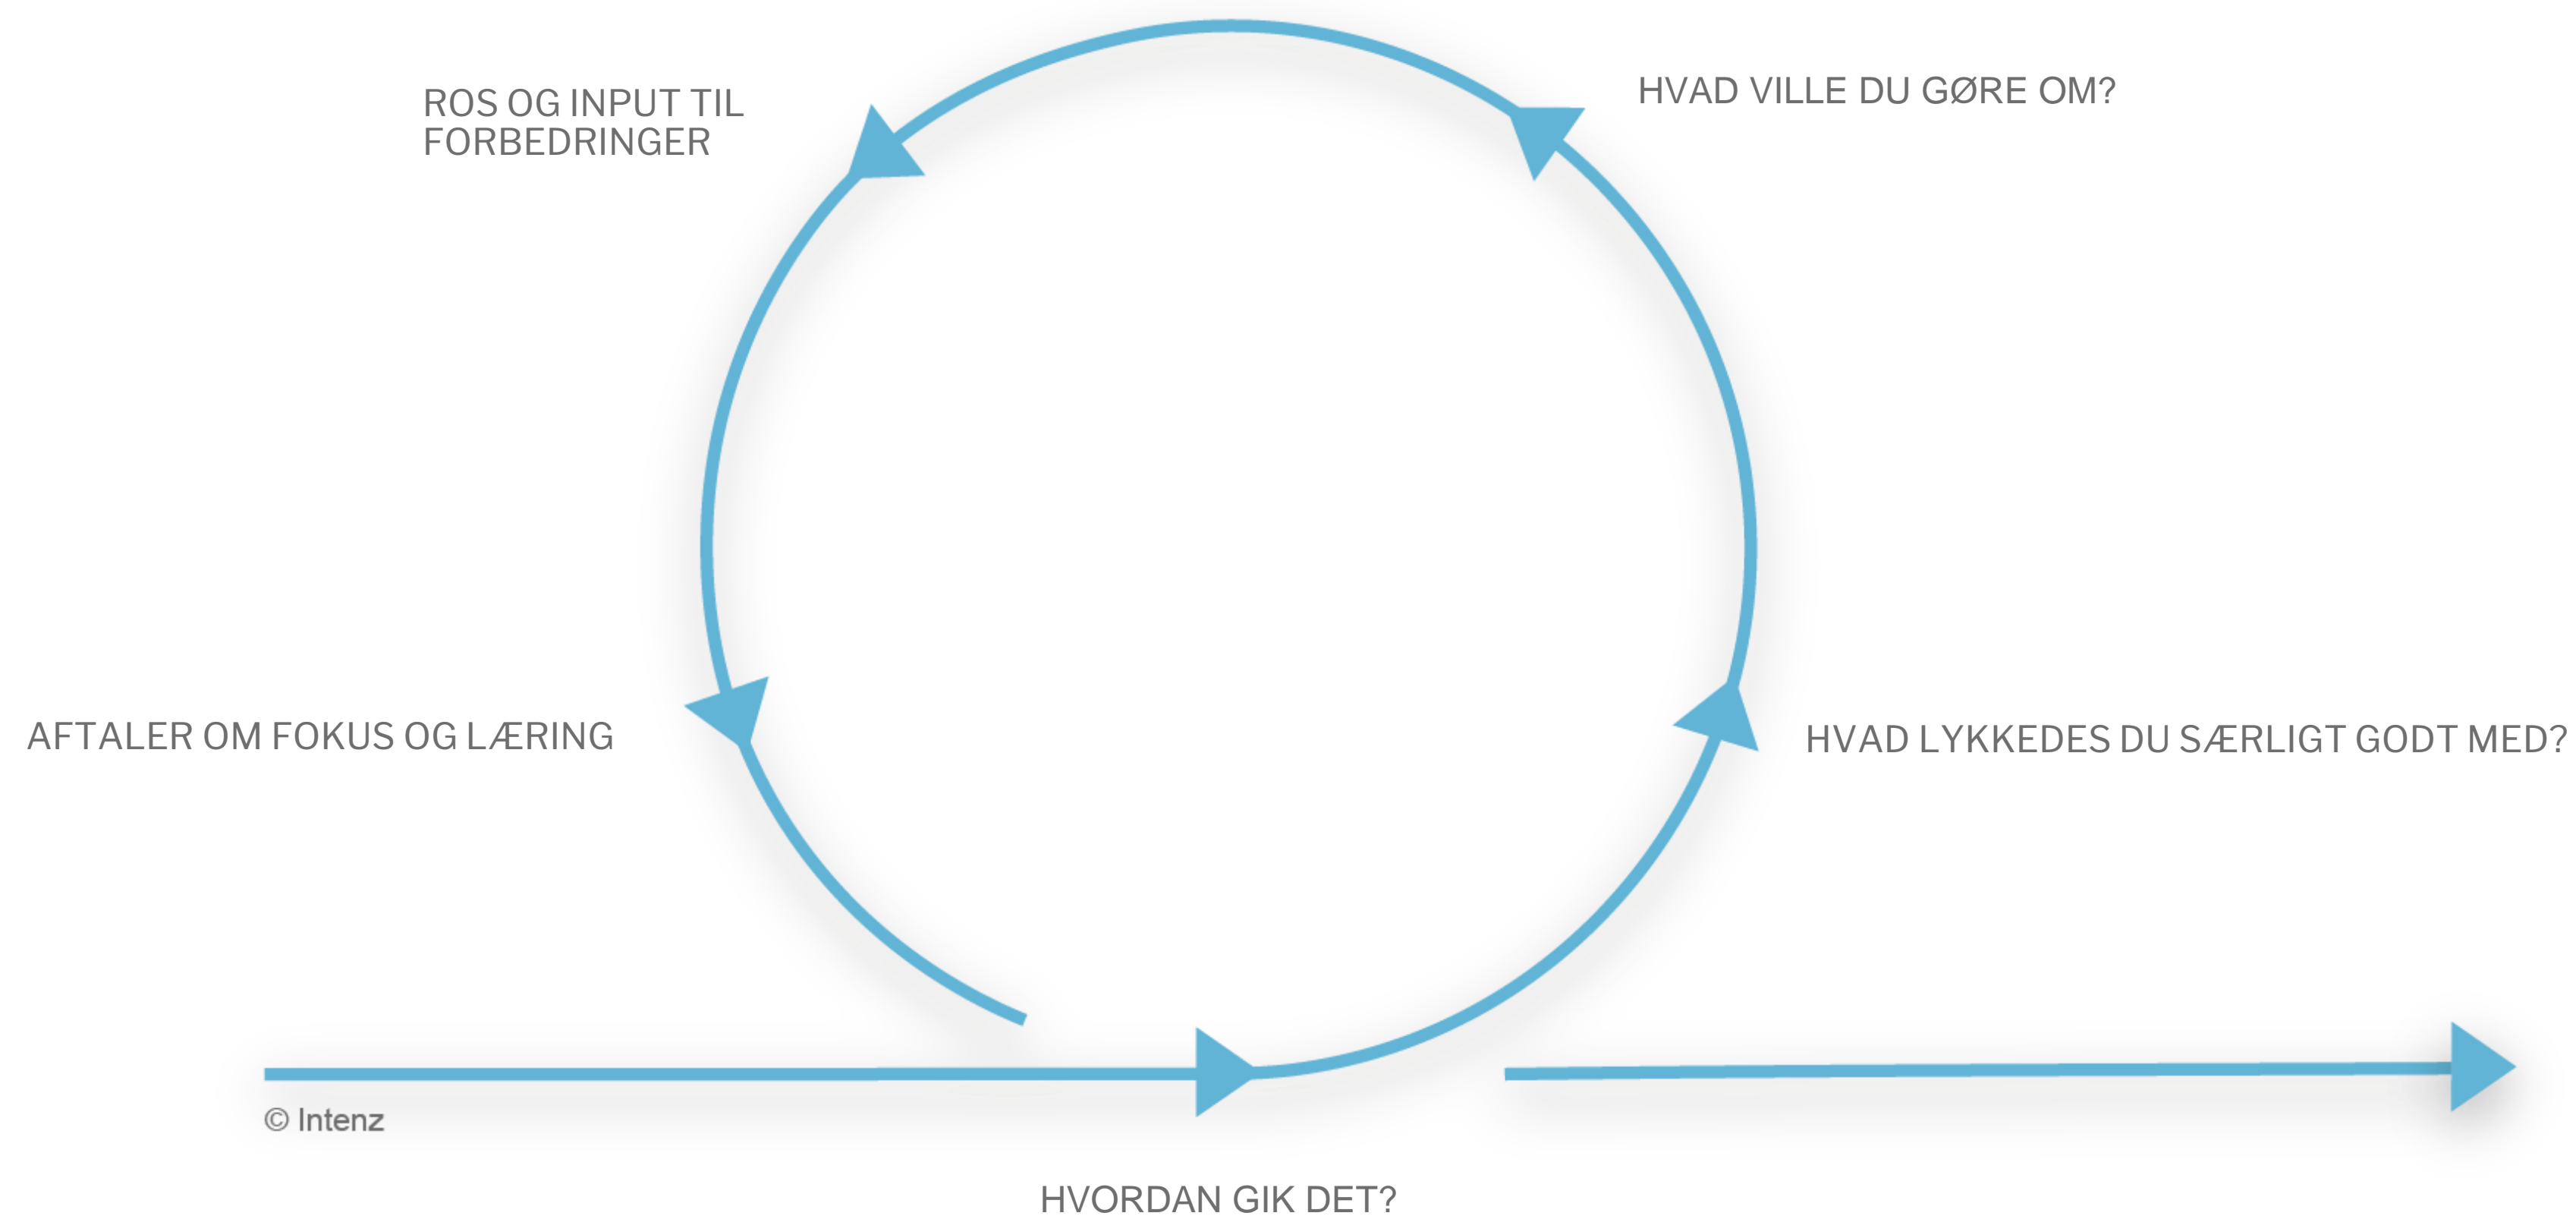 ROS OG INPUT TIL
FORBEDRINGER
HVAD VILLE DU GØRE OM?
AFTALER OM FOKUS OG LÆRING
HVAD LYKKEDES DU SÆRLIGT GODT MED?
© Intenz
HVORDAN GIK DET?